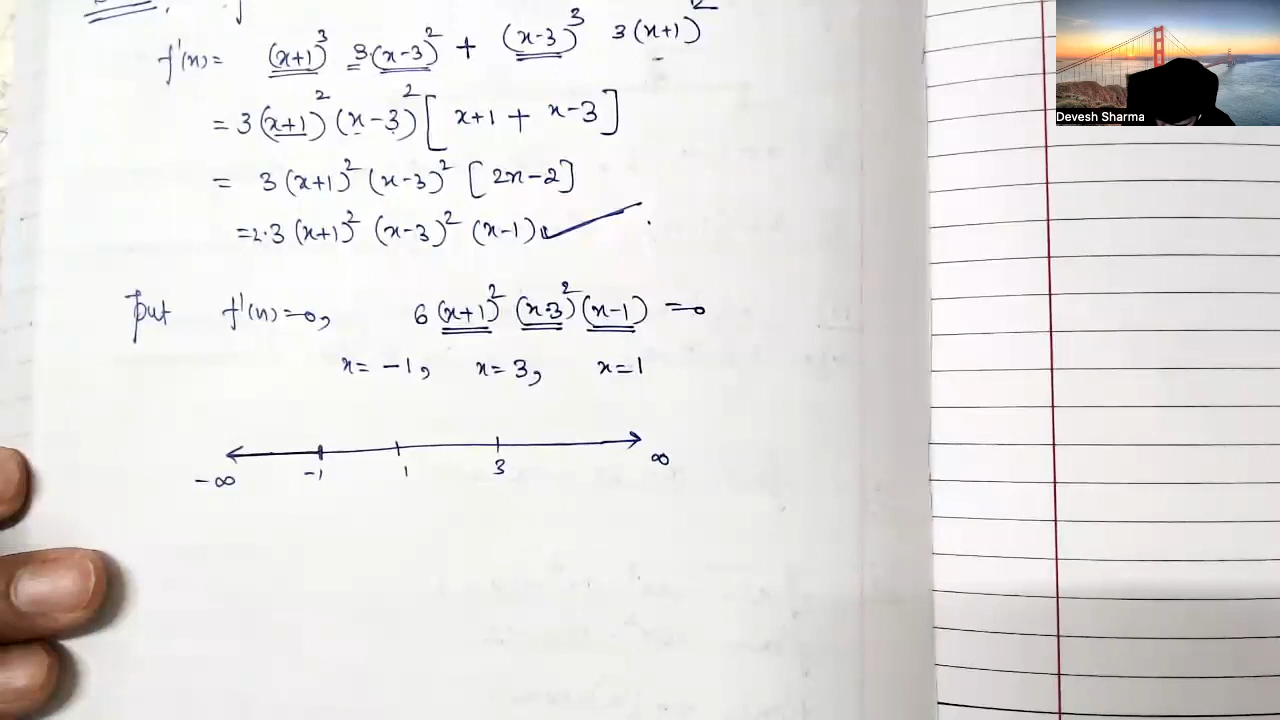 f'(x) = (x+1)³ 3(x-3)² + (x-3)³ 3(x+1)²
= 3(x+1)² (x-3)² [ x+1 + x-3]
= 3(x+1)² (x-3)² [2x-2]
=2·3 (x+1)² (x-3)² (x-1)
Put f'(x)=0, 6(x+1)² (x-3)² (x-1) =0
x= -1, x= 3, x=1
-∞ -1 1 3 ∞
Devesh Sharma